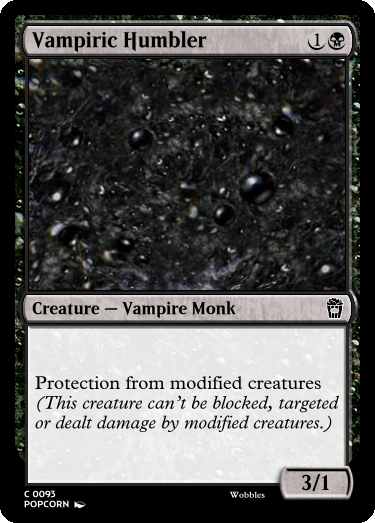 Vampiric Humbler 1
Creature — Vampire Monk
Protection from modified creatures
(This creature can't be blocked, targeted
or dealt damage by modified creatures.)
3/1
C 0093
POPCORN
Wobbles